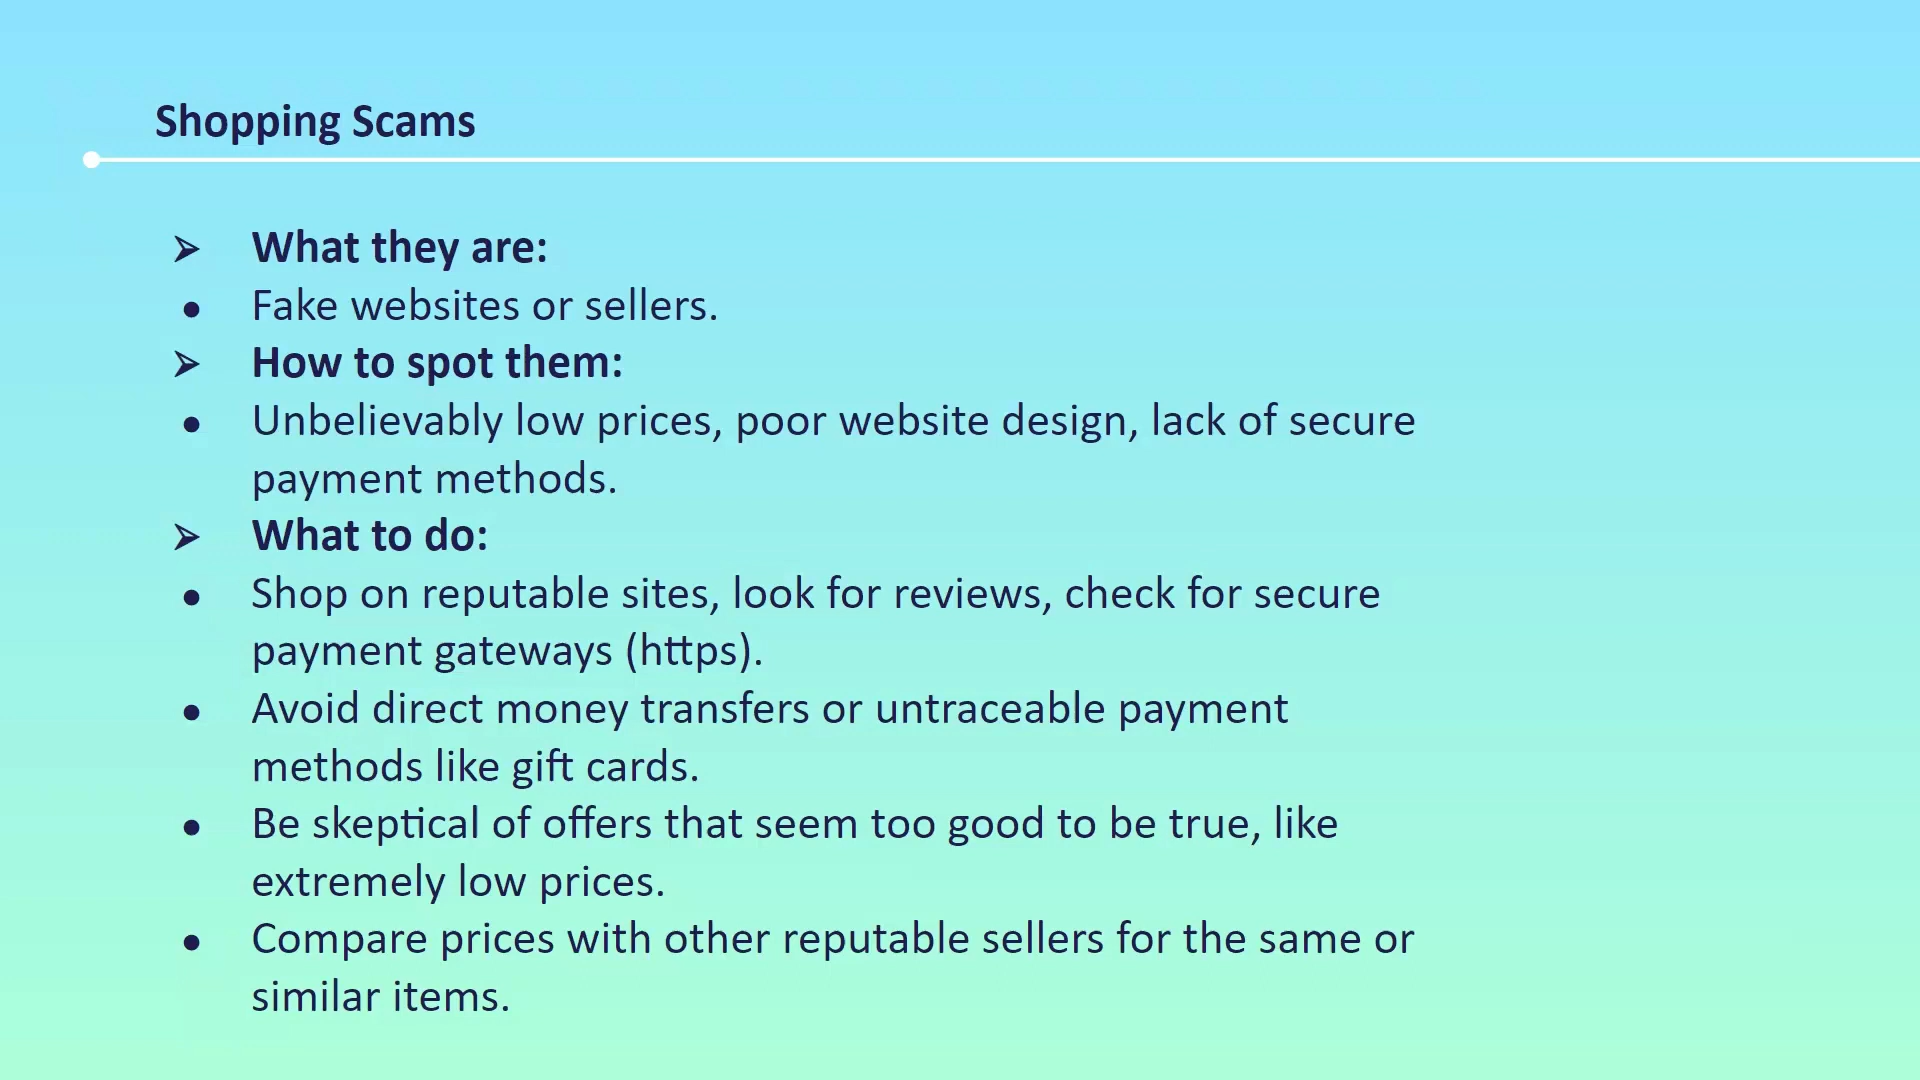 Shopping Scams
➢ What they are:
● Fake websites or sellers.
➢ How to spot them:
● Unbelievably low prices, poor website design, lack of secure
payment methods.
➢ What to do:
● Shop on reputable sites, look for reviews, check for secure
payment gateways (https).
● Avoid direct money transfers or untraceable payment
methods like gift cards.
● Be skeptical of offers that seem too good to be true, like
extremely low prices.
● Compare prices with other reputable sellers for the same or
similar items.